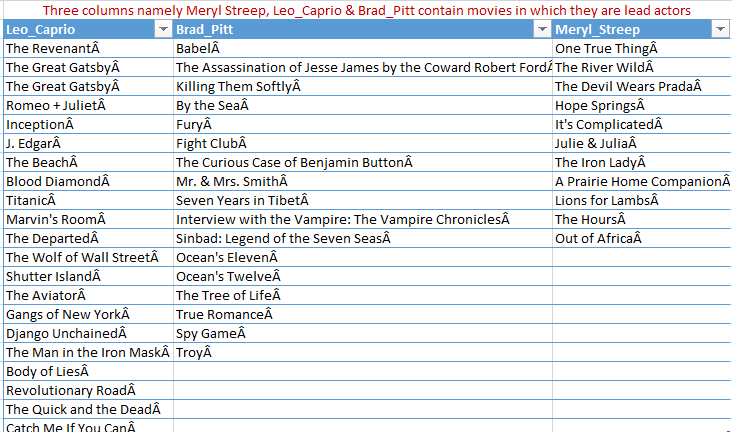 Three columns namely Meryl Streep, Leo_Caprio & Brad_Pitt contain movies in which they are lead actors
Leo_Caprio Brad_Pitt Meryl_Streep
The RevenantÂ BabelÂ One True ThingÂ
The Great GatsbyÂ The Assassination of Jesse James by the Coward Robert FordÂ The River WildÂ
The Great GatsbyÂ Killing Them SoftlyÂ The Devil Wears PradaÂ
Romeo + JulietÂ By the SeaÂ Hope SpringsÂ
InceptionÂ FuryÂ It's ComplicatedÂ
J. EdgarÂ Fight ClubÂ Julie & JuliaÂ
The BeachÂ The Curious Case of Benjamin ButtonÂ The Iron LadyÂ
Blood DiamondÂ Mr. & Mrs. SmithÂ A Prairie Home CompanionÂ
TitanicÂ Seven Years in TibetÂ Lions for LambsÂ
Marvin's RoomÂ Interview with the Vampire: The Vampire ChroniclesÂ The HoursÂ
The DepartedÂ Sinbad: Legend of the Seven SeasÂ Out of AfricaÂ
The Wolf of Wall StreetÂ Ocean's ElevenÂ
Shutter IslandÂ Ocean's TwelveÂ
The AviatorÂ The Tree of LifeÂ
Gangs of New YorkÂ True RomanceÂ
Django UnchainedÂ Spy GameÂ
The Man in the Iron MaskÂ TroyÂ
Body of LiesÂ
Revolutionary RoadÂ
The Quick and the DeadÂ
Catch Me If You CanÂ